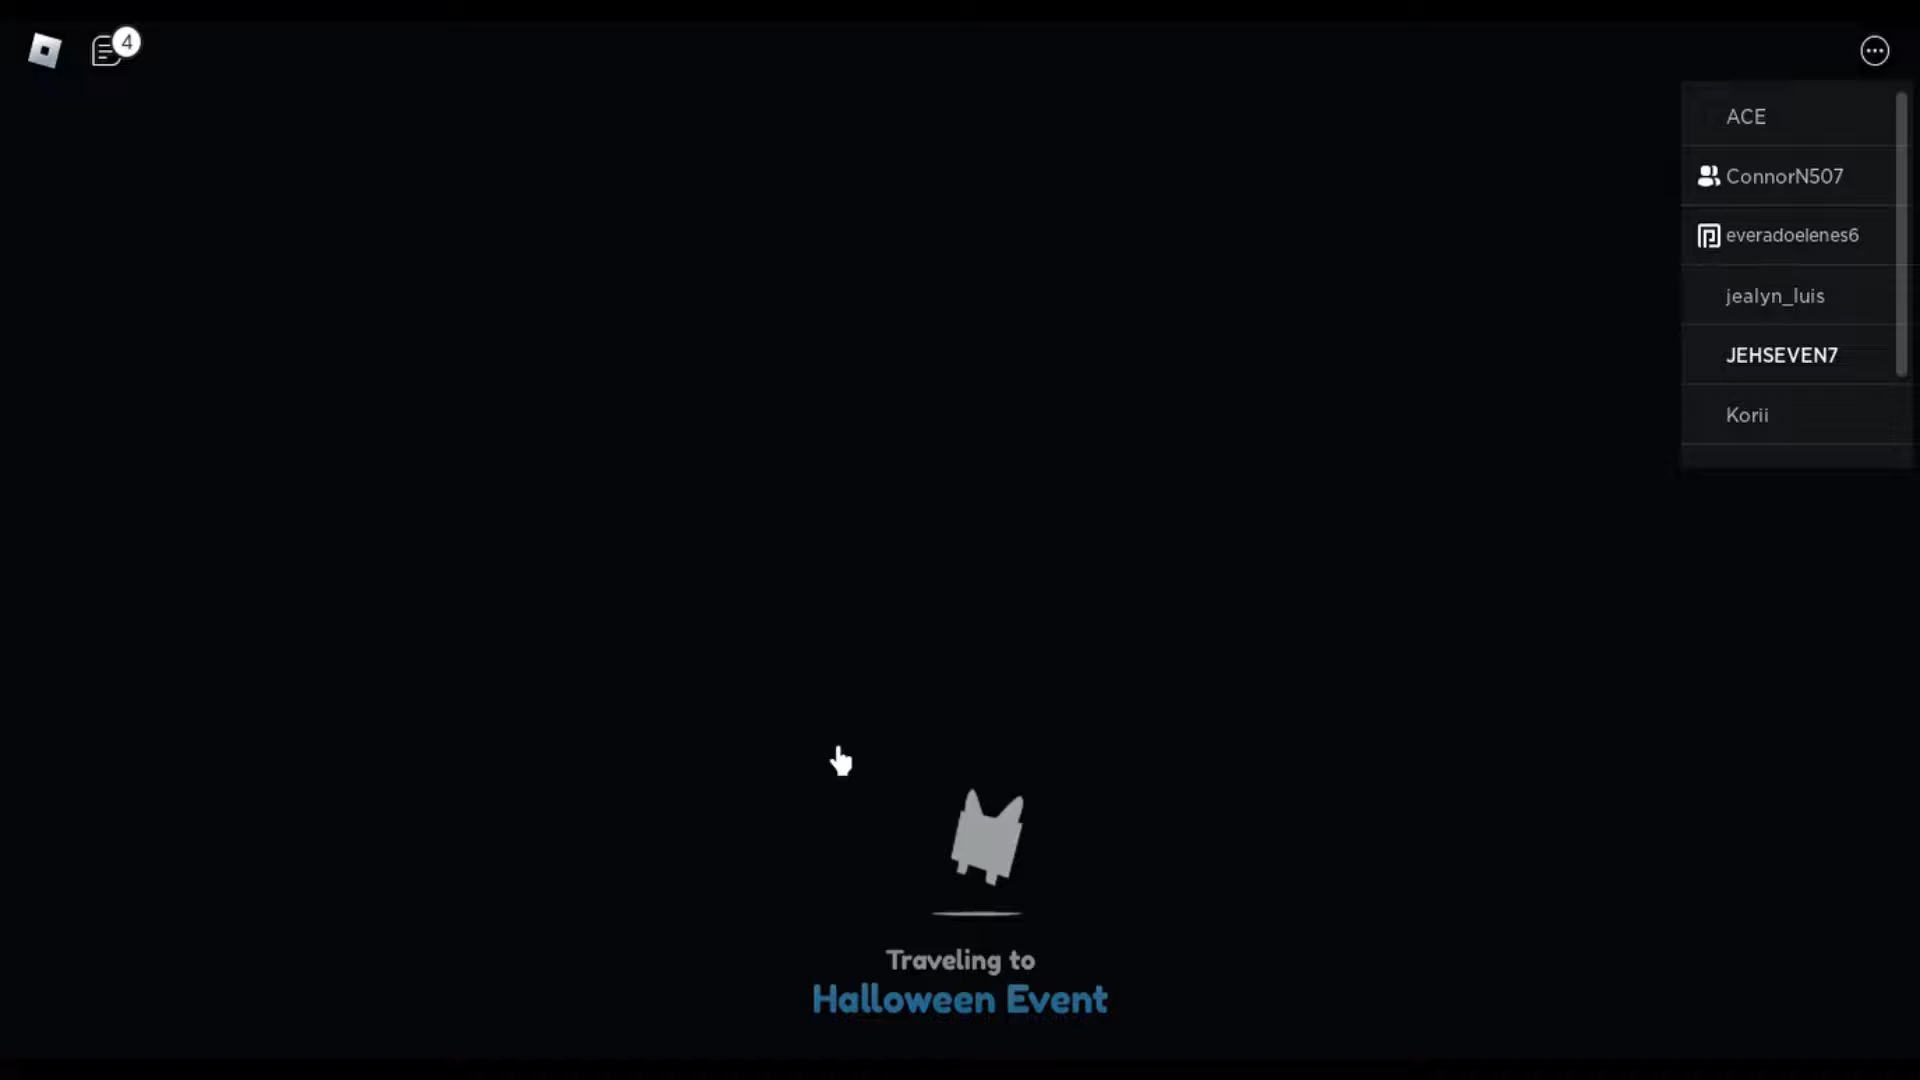 4
ACE
ConnorN507
everadoelenes6
jealyn_luis
JEHSEVEN7
Korii
Traveling to
Halloween Event